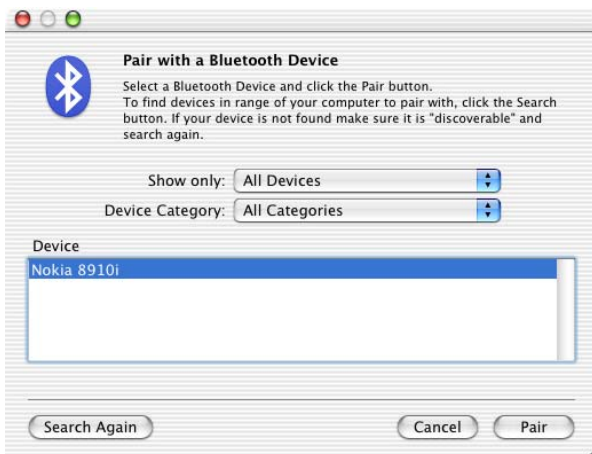 Pair with a Bluetooth Device
Select a Bluetooth Device and click the Pair button.
To find devices in range of your computer to pair with, click the Search
button. If your device is not found make sure it is "discoverable" and
search again.
Show only: All Devices
Device Category: All Categories
Device
Nokia 8910i
Search Again Cancel Pair